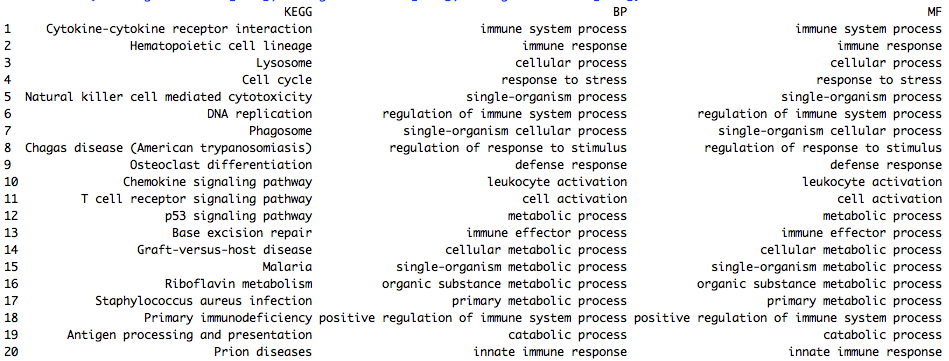 KEGG BP MF
1 Cytokine-cytokine receptor interaction immune system process immune system process
2 Hematopoietic cell lineage immune response immune response
3 Lysosome cellular process cellular process
4 Cell cycle response to stress response to stress
5 Natural killer cell mediated cytotoxicity single-organism process single-organism process
6 DNA replication regulation of immune system process regulation of immune system process
7 Phagosome single-organism cellular process single-organism cellular process
8 Chagas disease (American trypanosomiasis) regulation of response to stimulus regulation of response to stimulus
9 Osteoclast differentiation defense response defense response
10 Chemokine signaling pathway leukocyte activation leukocyte activation
11 T cell receptor signaling pathway cell activation cell activation
12 p53 signaling pathway metabolic process metabolic process
13 Base excision repair immune effector process immune effector process
14 Graft-versus-host disease cellular metabolic process cellular metabolic process
15 Malaria single-organism metabolic process single-organism metabolic process
16 Riboflavin metabolism organic substance metabolic process organic substance metabolic process
17 Staphylococcus aureus infection primary metabolic process primary metabolic process
18 Primary immunodeficiency positive regulation of immune system process positive regulation of immune system process
19 Antigen processing and presentation catabolic process catabolic process
20 Prion diseases innate immune response innate immune response